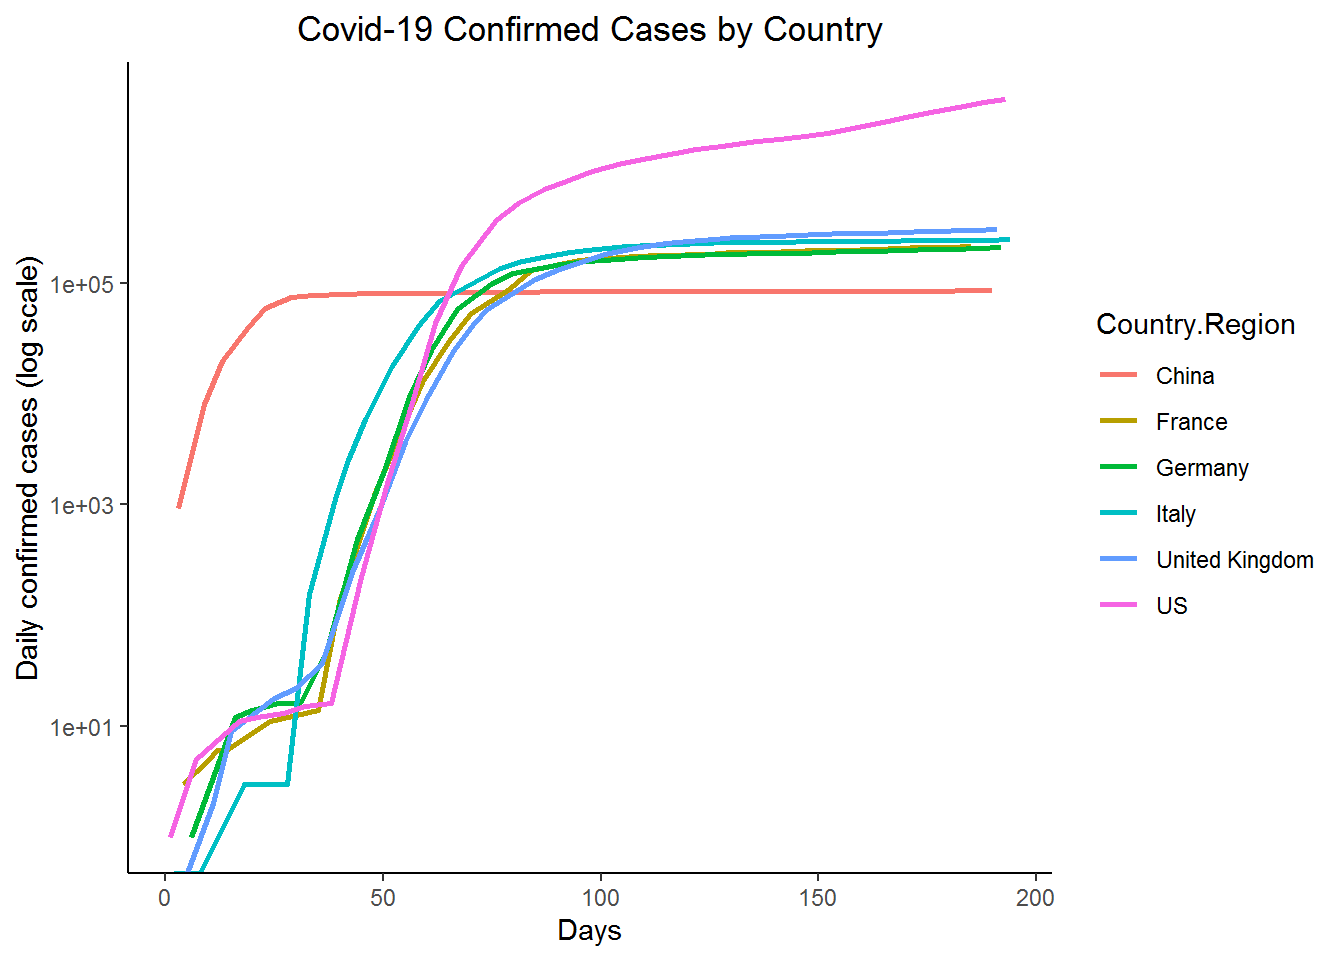 Covid-19 Confirmed Cases by Country
Daily confirmed cases (log scale)
1e+05
1e+03
1e+01
0
50
100
150
200
Days
Country.Region
China
France
Germany
Italy
United Kingdom
US